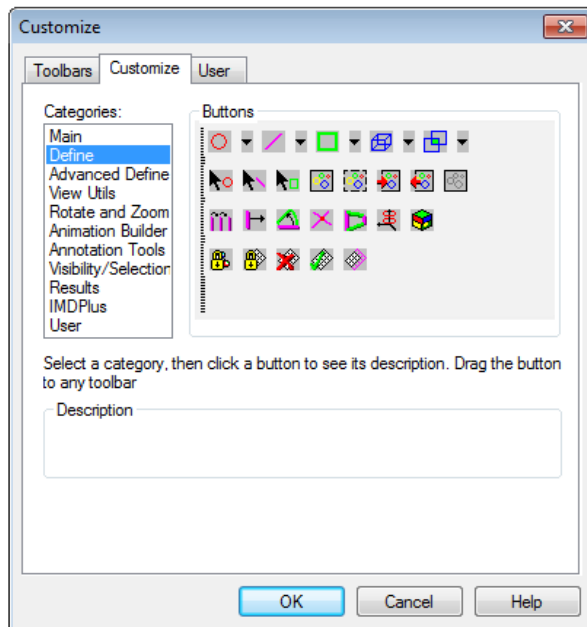 Customize
Toolbars
Customize
User
Categories:
Buttons
Main
Define
Advanced Define
View Utils
Rotate and Zoom
Animation Builder
Annotation Tools
Visibility/Selection
Results
IMDPlus
User
Select a category, then click a button to see its description. Drag the button
to any toolbar
Description
OK
Cancel
Help